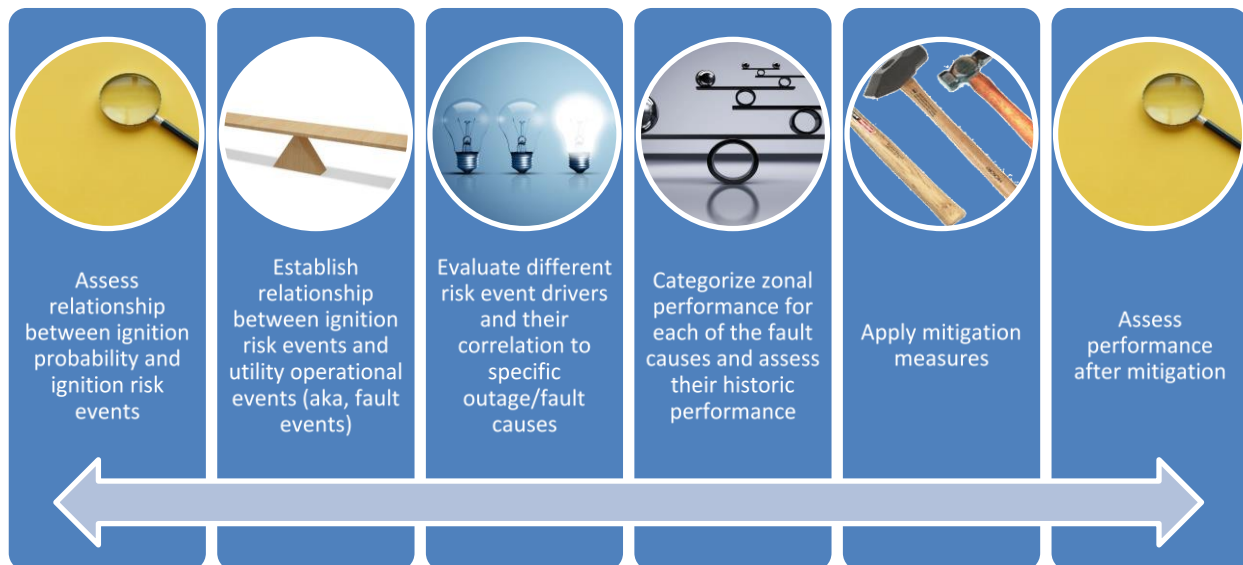 Assess
relationship
between ignition
probability and
ignition risk
events
Establish
relationship
between ignition
risk events and
utility operational
events (aka, fault
events)
Evaluate different
risk event drivers
and their
correlation to
specific
outage/fault
causes
Categorize zonal
performance for
each of the fault
causes and assess
their historic
performance
Apply mitigation
measures
Assess
performance
after mitigation